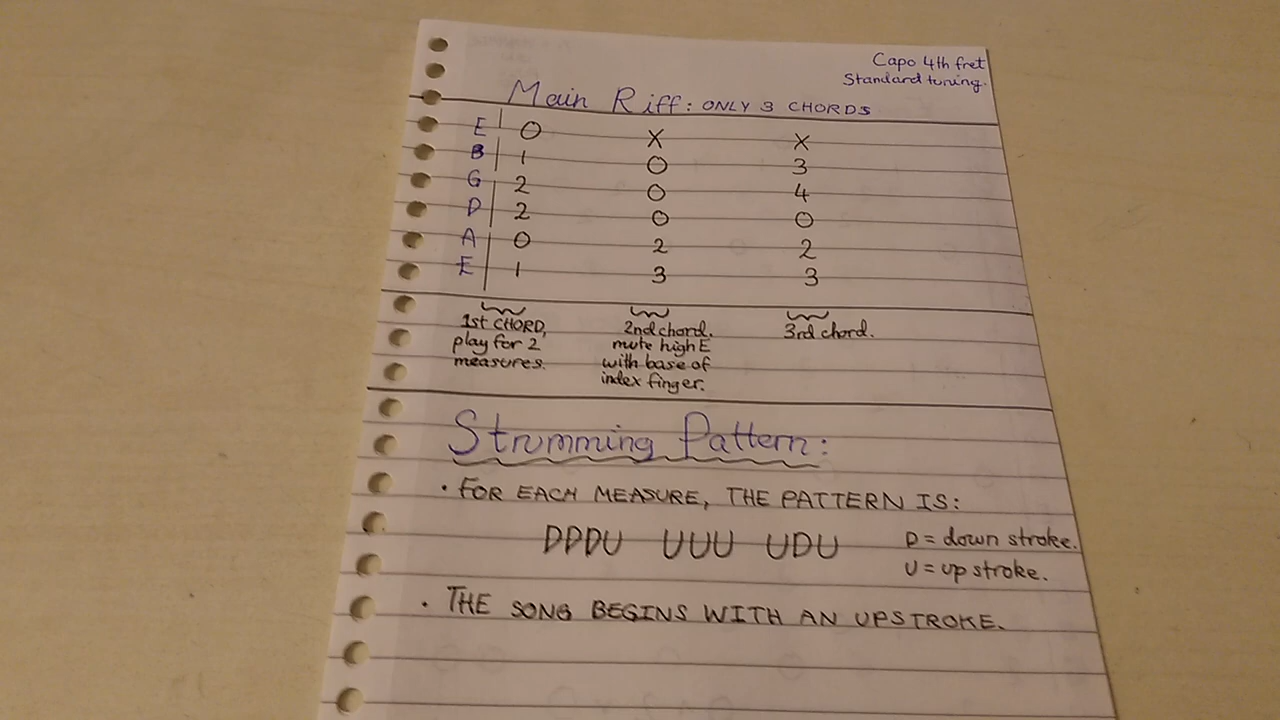 Capo 4th fret
Standard tuning.
Main Riff: ONLY 3 CHORDS
E 0 X X
B 1 0 3
G 2 0 4
D 2 0 0
A 0 2 2
E 1 3 3
1st CHORD, 2nd chord. 3rd chord.
play for 2 mute high E
measures. with base of
index finger.
Strumming Pattern:
• FOR EACH MEASURE, THE PATTERN IS:
DDDU UUU UDU D = down stroke.
U = up stroke.
• THE SONG BEGINS WITH AN UPSTROKE.